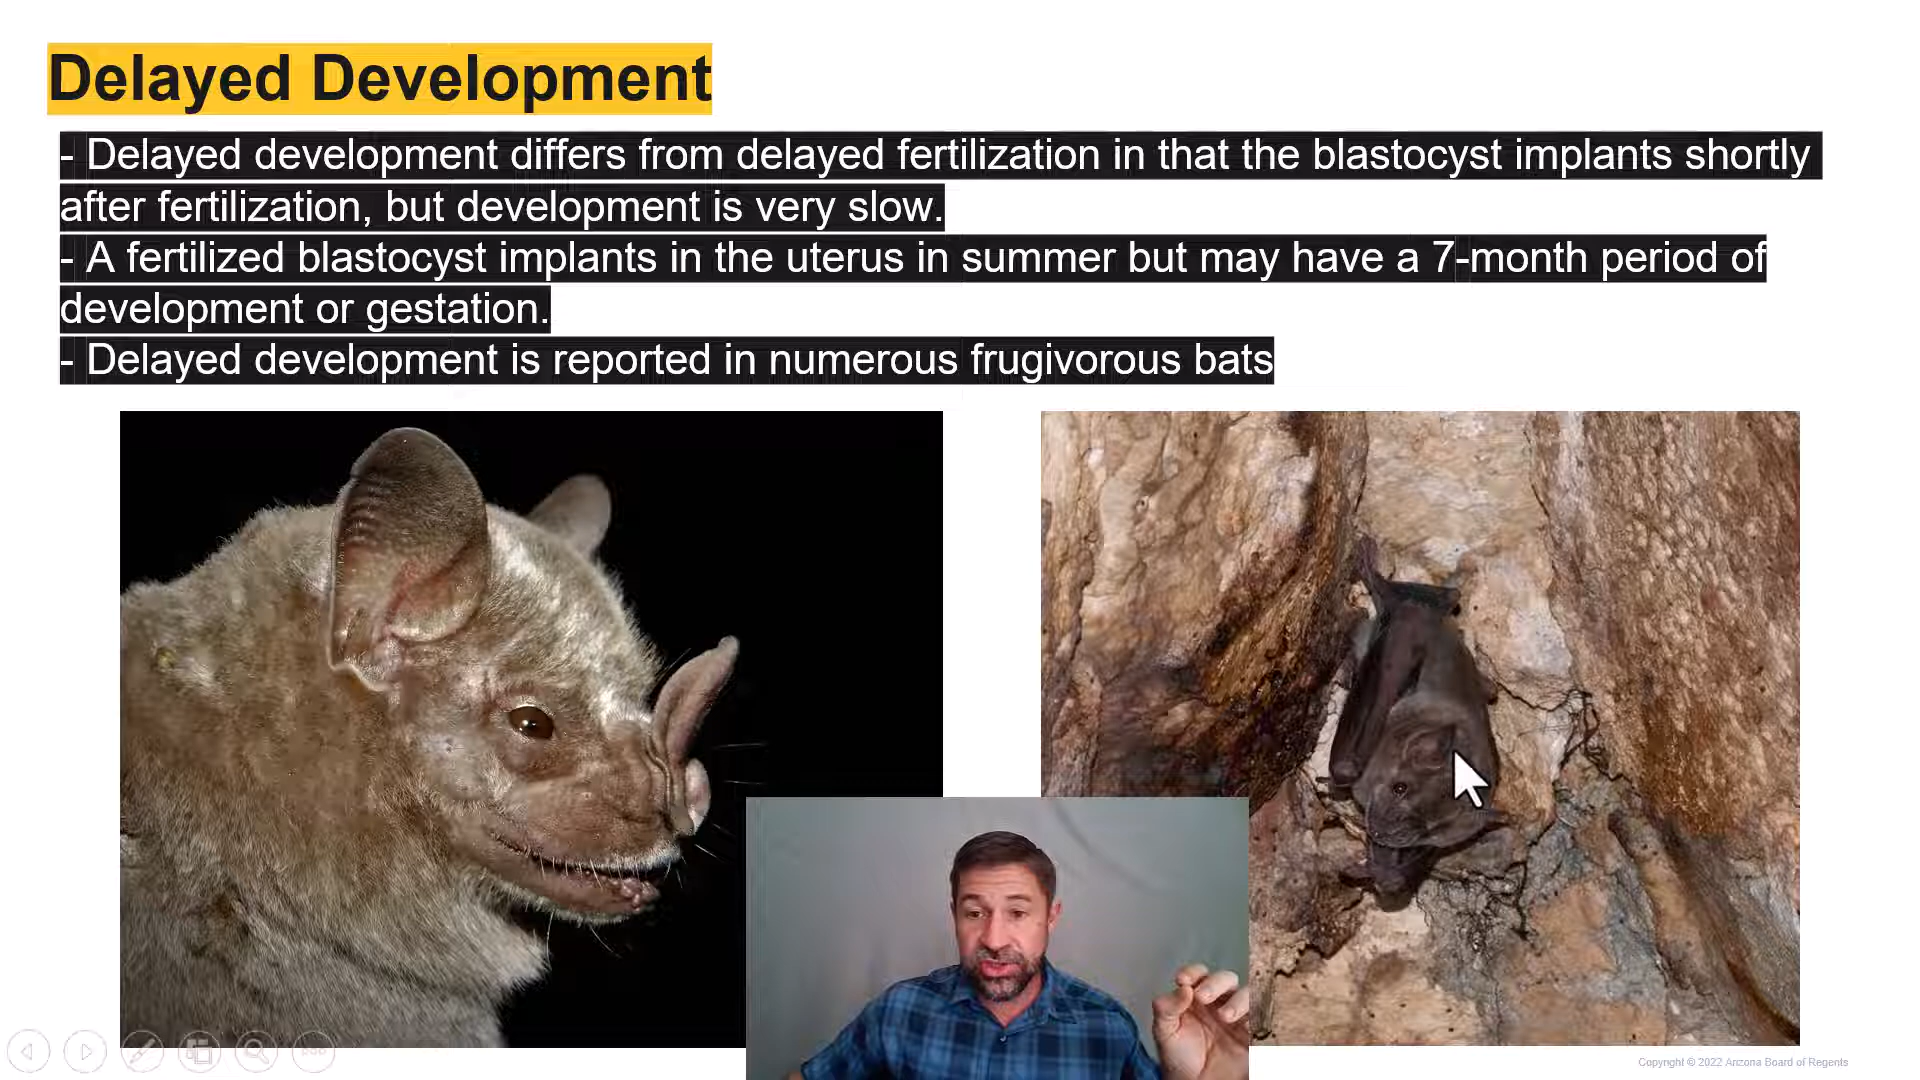 Delayed Development
- Delayed development differs from delayed fertilization in that the blastocyst implants shortly
after fertilization, but development is very slow.
- A fertilized blastocyst implants in the uterus in summer but may have a 7-month period of
development or gestation.
- Delayed development is reported in numerous frugivorous bats
Copyright © 2022 Arizona Board of Regents